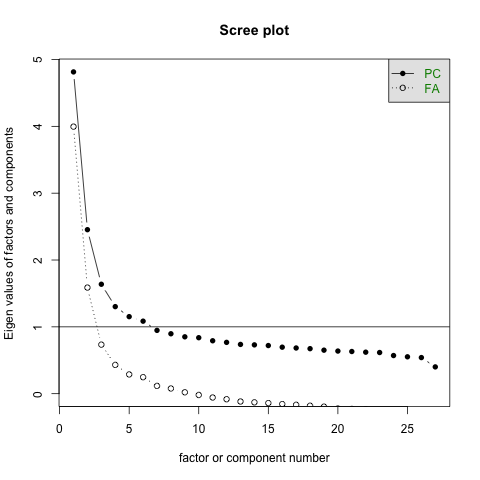 Scree plot
PC
FA
Eigen values of factors and components
5
4
3
2
1
0
0 5 10 15 20 25
factor or component number